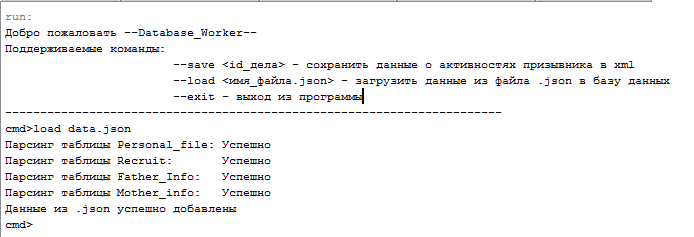 run:
Добро пожаловать --Database_Worker--
Поддерживаемые команды:
--save <id_дела> - сохранить данные о активностях призывника в xml
--load <имя_файла.json> - загрузить данные из файла .json в базу данных
--exit - выход из программы
-----------------------------------------------------------------------
cmd>load data.json
Парсинг таблицы Personal_file: Успешно
Парсинг таблицы Recruit: Успешно
Парсинг таблицы Father_Info: Успешно
Парсинг таблицы Mother_info: Успешно
Данные из .json успешно добавлены
cmd>